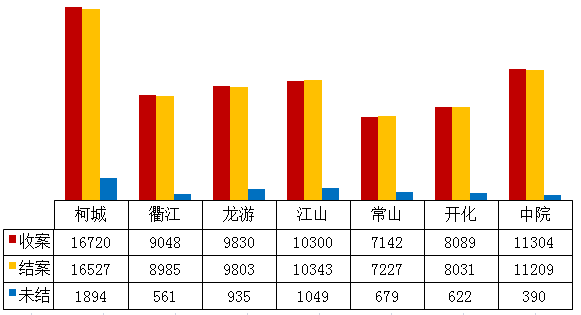 柯城 衢江 龙游 江山 常山 开化 中院
收案 16720 9048 9830 10300 7142 8089 11304
结案 16527 8985 9803 10343 7227 8031 11209
未结 1894 561 935 1049 679 622 390